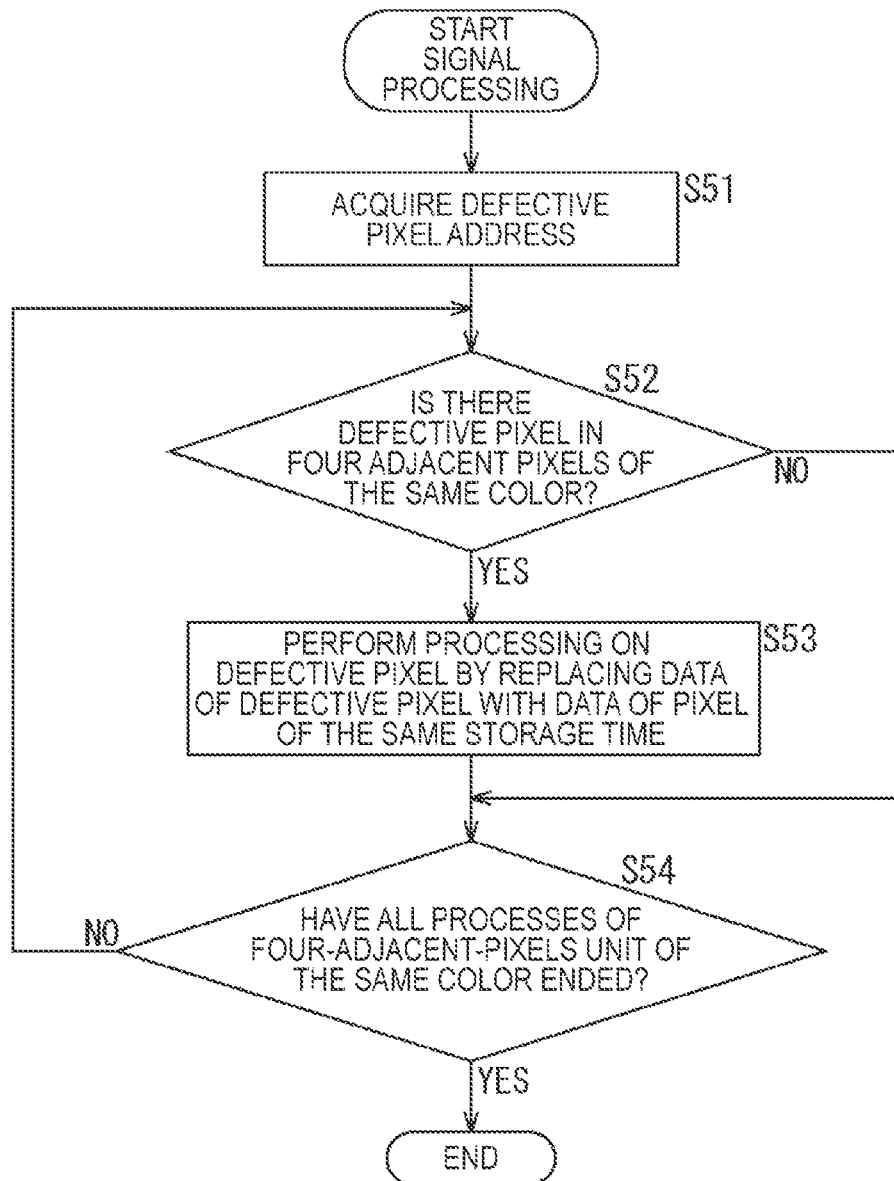 START
SIGNAL
PROCESSING
S51
ACQUIRE DEFECTIVE
PIXEL ADDRESS
S52
IS THERE
DEFECTIVE PIXEL IN
FOUR ADJACENT PIXELS OF
THE SAME COLOR?
NO
YES
S53
PERFORM PROCESSING ON
DEFECTIVE PIXEL BY REPLACING DATA
OF DEFECTIVE PIXEL WITH DATA OF PIXEL
OF THE SAME STORAGE TIME
S54
NO
HAVE ALL PROCESSES OF
FOUR-ADJACENT-PIXELS UNIT OF
THE SAME COLOR ENDED?
YES
END